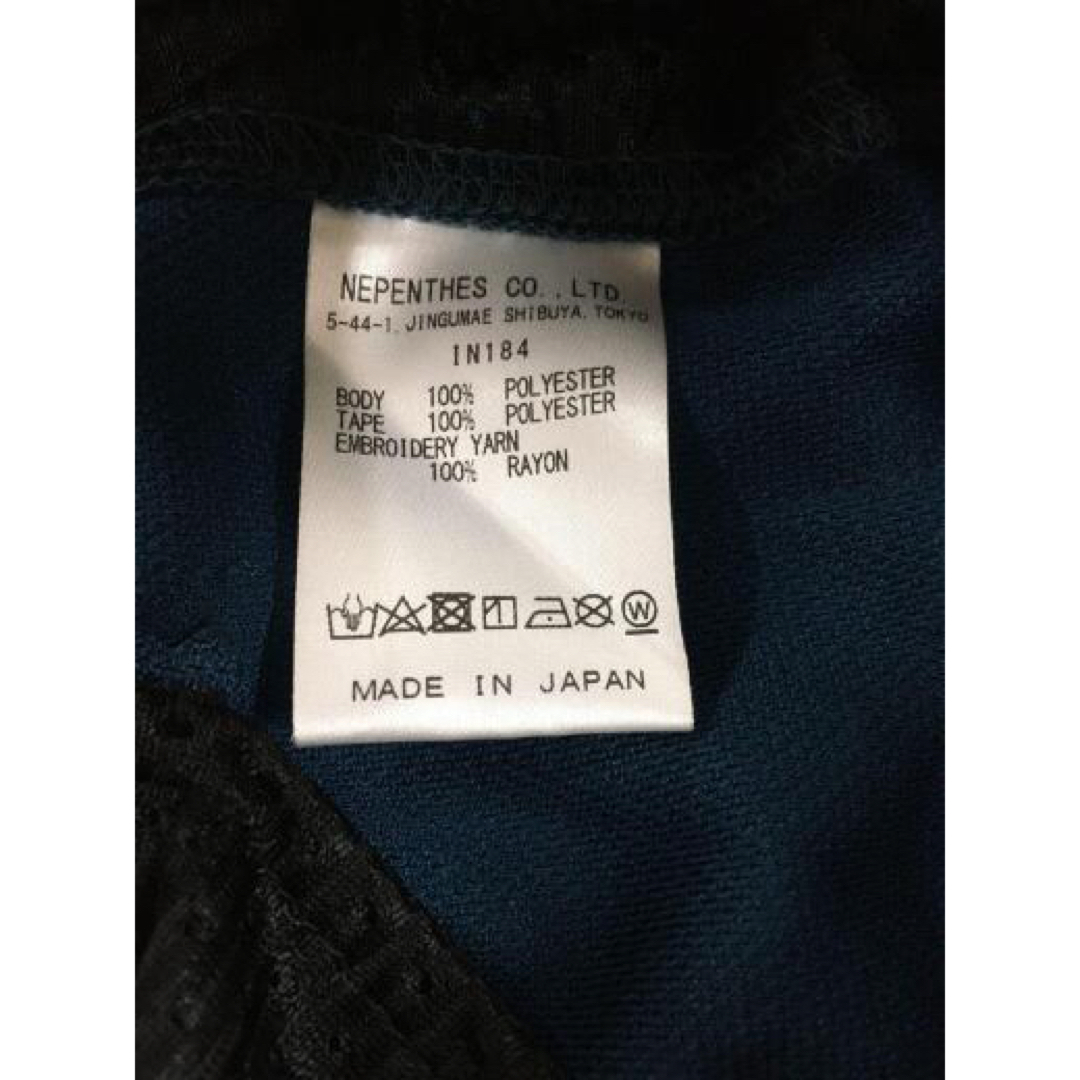 NEPENTHES CO.,LTD.
5-44-1, JINGUMAE SHIBUYA, TOKYO
IN184
BODY 100% POLYESTER
TAPE 100% POLYESTER
EMBROIDERY YARN
100% RAYON
W
MADE IN JAPAN